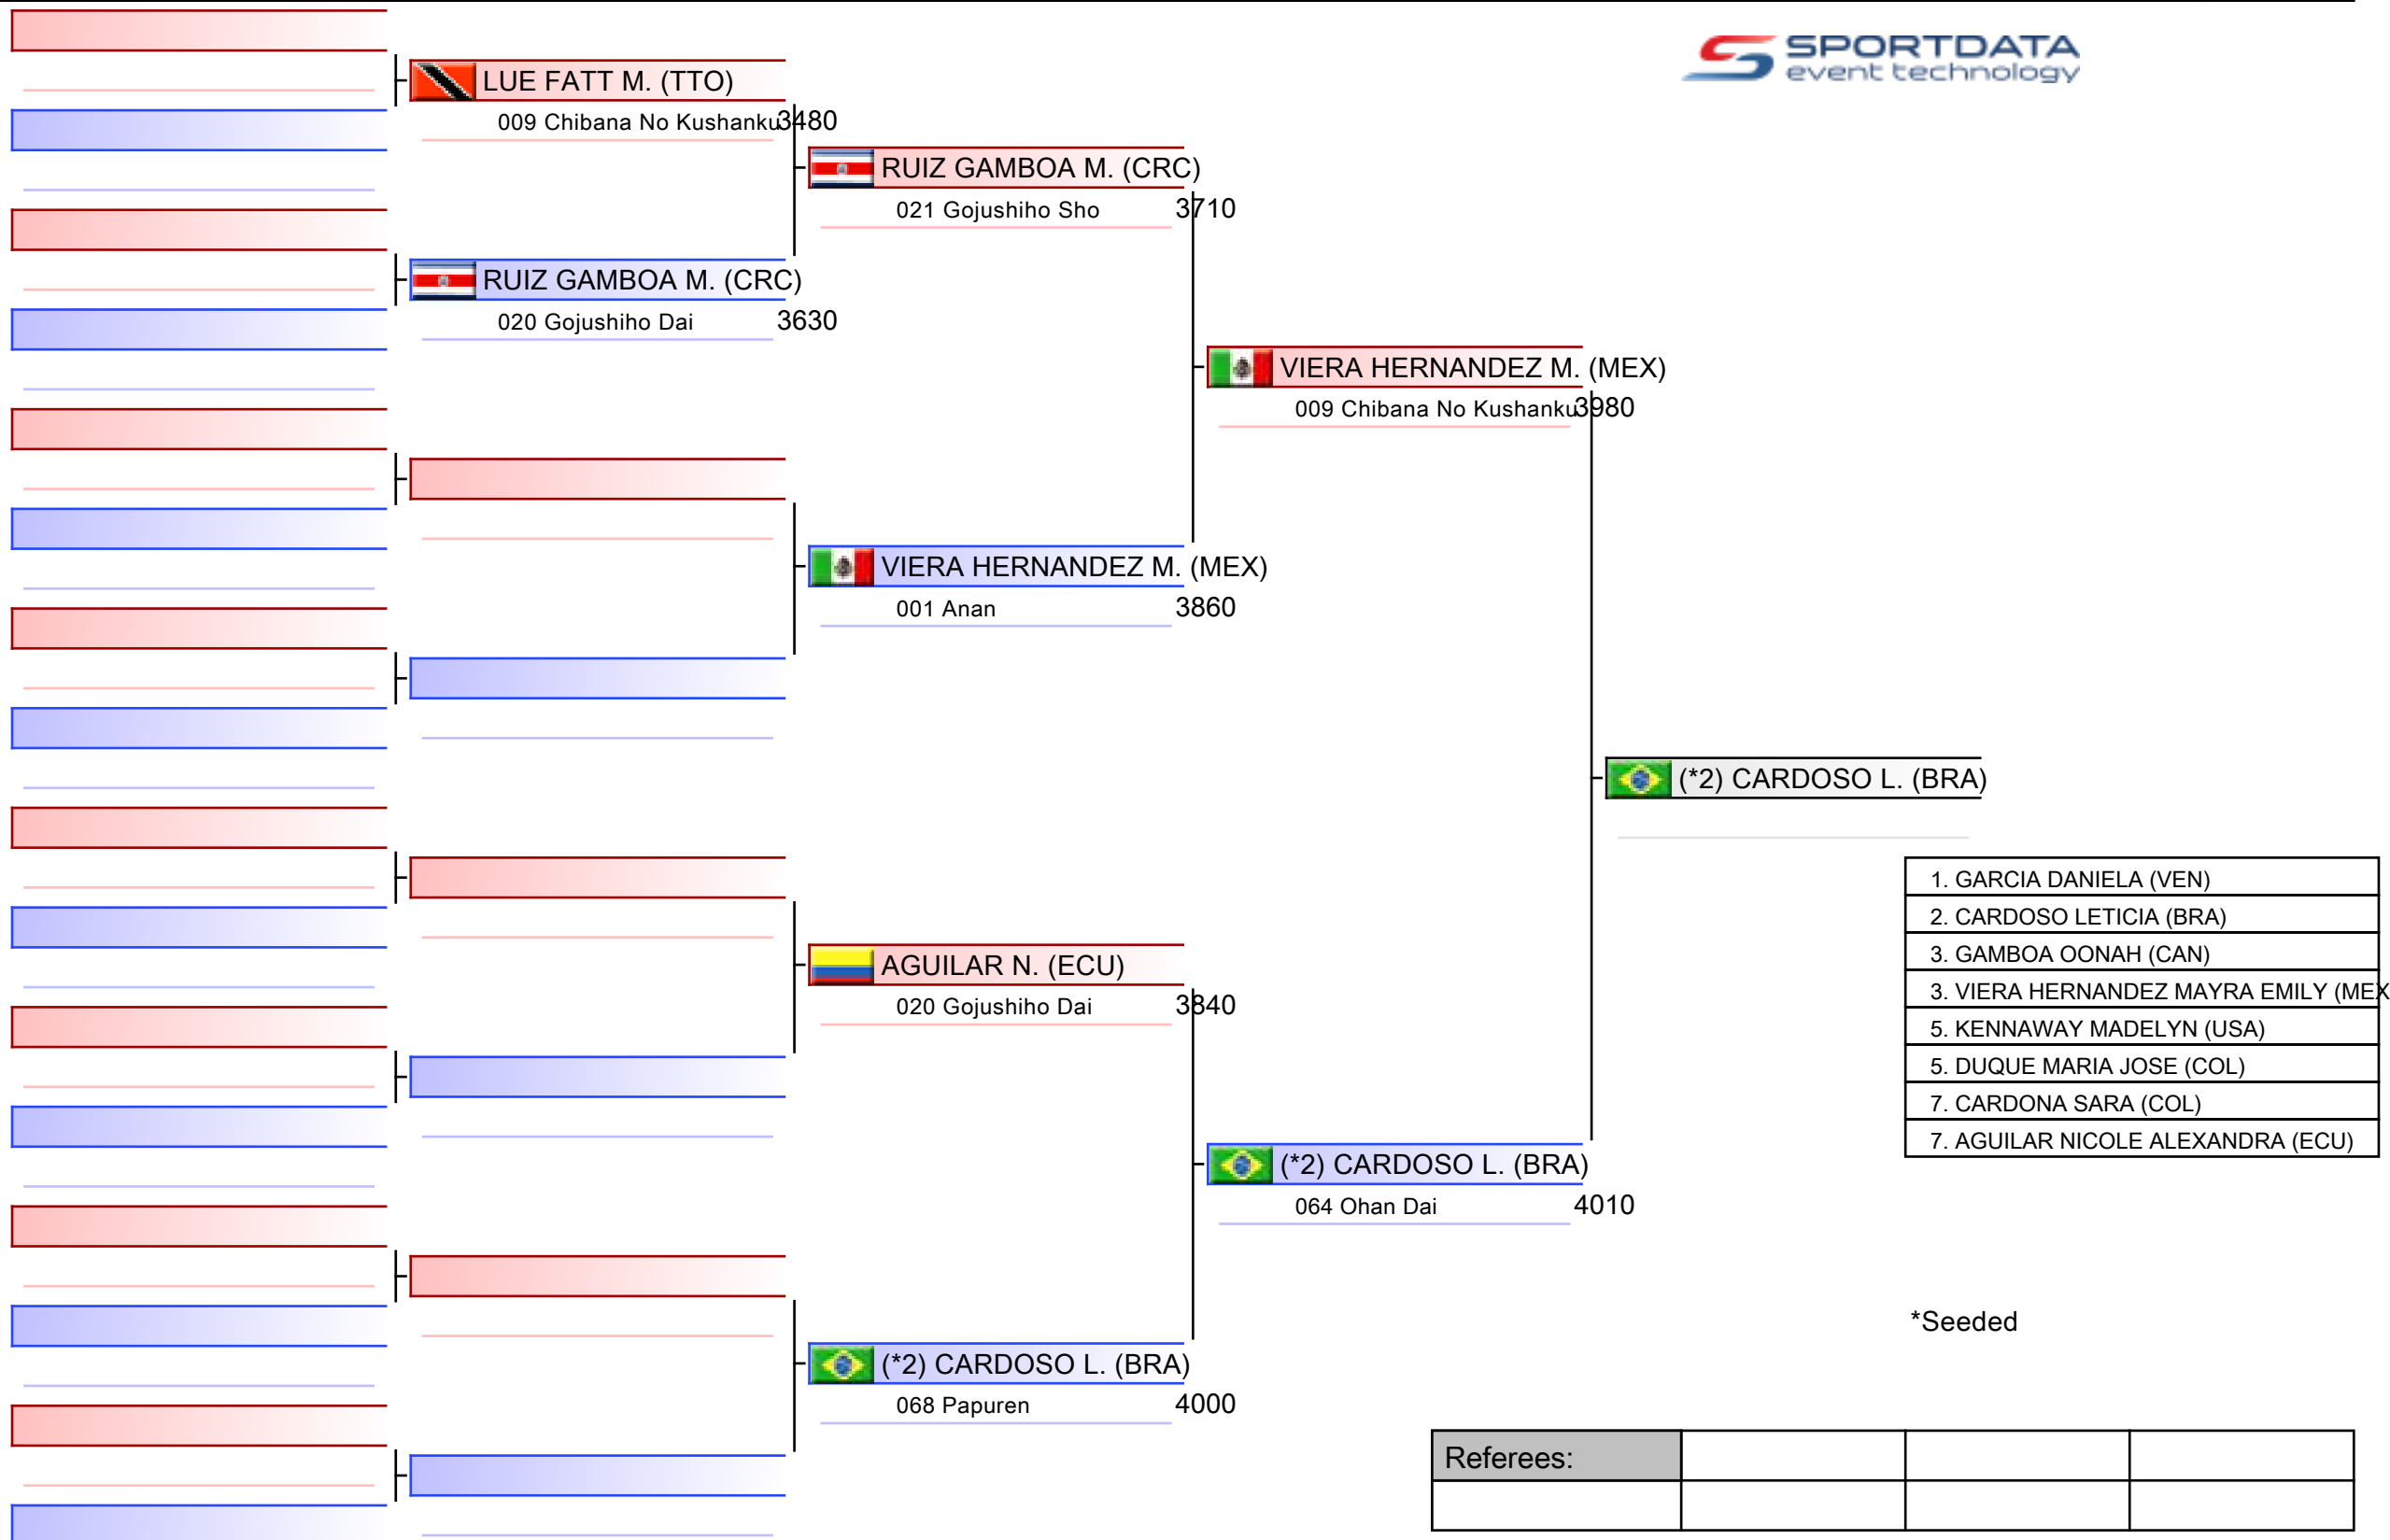 SPORTDATA
event technology
LUE FATT M. (TTO)
009 Chibana No Kushanku 3480
RUIZ GAMBOA M. (CRC)
021 Gojushiho Sho 3710
RUIZ GAMBOA M. (CRC)
020 Gojushiho Dai 3630
VIERA HERNANDEZ M. (MEX)
009 Chibana No Kushanku 3980
VIERA HERNANDEZ M. (MEX)
001 Anan 3860
(*2) CARDOSO L. (BRA)
1. GARCIA DANIELA (VEN)
2. CARDOSO LETICIA (BRA)
3. GAMBOA OONAH (CAN)
3. VIERA HERNANDEZ MAYRA EMILY (MEX
5. KENNAWAY MADELYN (USA)
5. DUQUE MARIA JOSE (COL)
7. CARDONA SARA (COL)
7. AGUILAR NICOLE ALEXANDRA (ECU)
AGUILAR N. (ECU)
020 Gojushiho Dai 3840
(*2) CARDOSO L. (BRA)
064 Ohan Dai 4010
*Seeded
(*2) CARDOSO L. (BRA)
068 Papuren 4000
Referees: